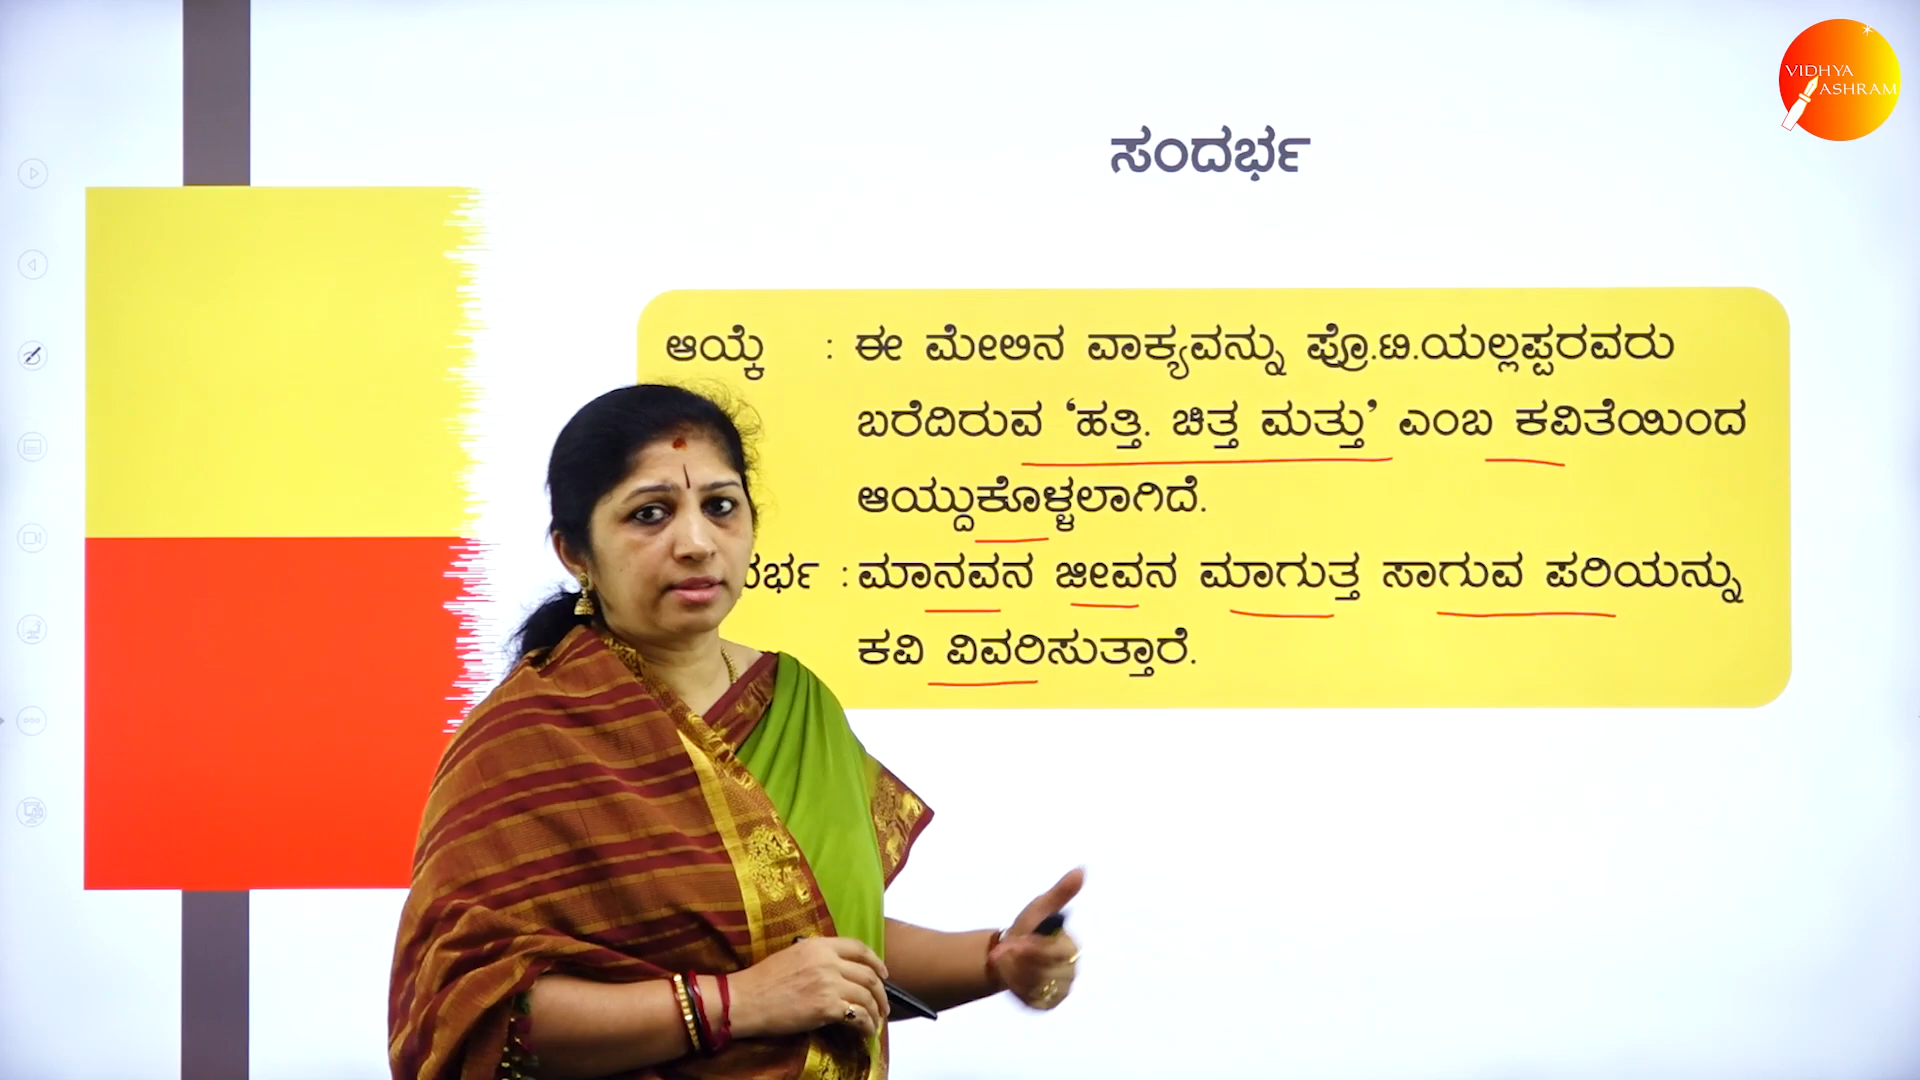 VIDHYA
ASHRAM
ಸಂದರ್ಭ
ಆಯ್ಕೆ : ಈ ಮೇಲಿನ ವಾಕ್ಯವನ್ನು ಪ್ರೊ.ಟಿ.ಯಲ್ಲಪ್ಪರವರು
ಬರೆದಿರುವ ‘ಹತ್ತಿ. ಚಿತ್ತ ಮತ್ತು’ ಎಂಬ ಕವಿತೆಯಿಂದ
ಆಯ್ದುಕೊಳ್ಳಲಾಗಿದೆ.
: ಮಾನವನ ಜೀವನ ಮಾಗುತ್ತ ಸಾಗುವ ಪರಿಯನ್ನು
ಕವಿ ವಿವರಿಸುತ್ತಾರೆ.